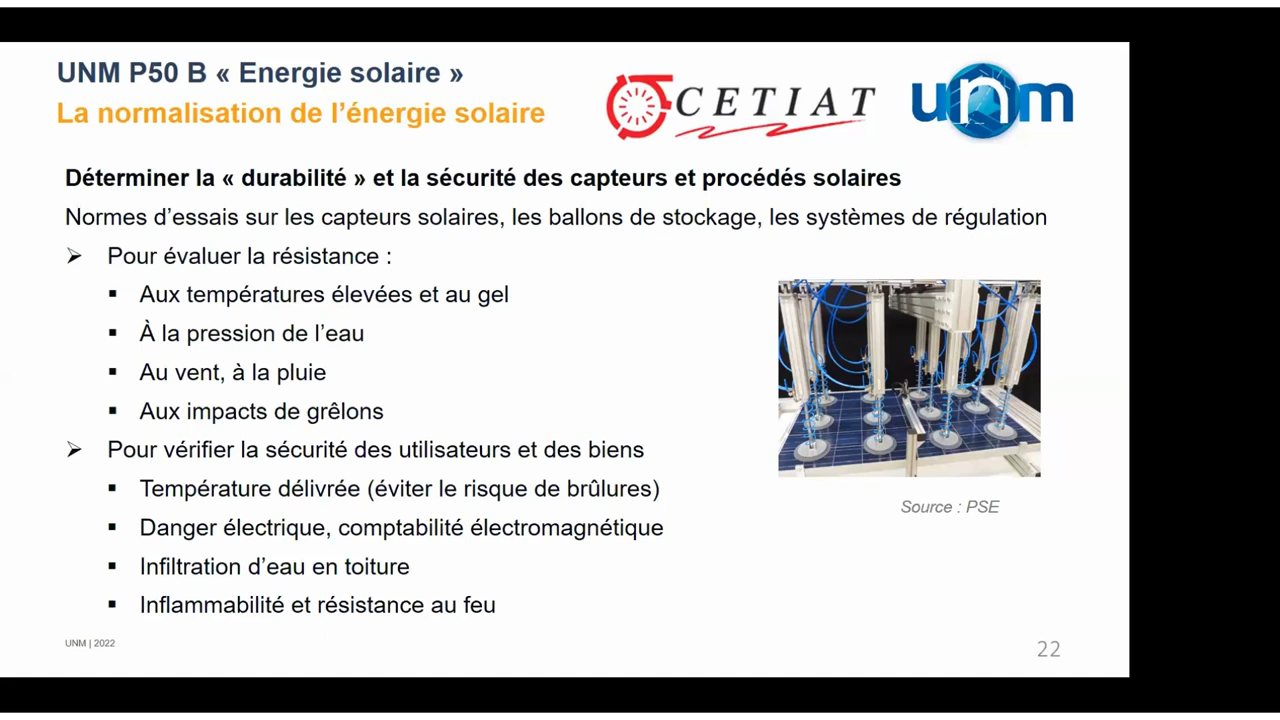 UNM P50 B « Energie solaire »
La normalisation de l’énergie solaire
CETIAT
unm
Déterminer la « durabilité » et la sécurité des capteurs et procédés solaires
Normes d’essais sur les capteurs solaires, les ballons de stockage, les systèmes de régulation
➢ Pour évaluer la résistance :
▪ Aux températures élevées et au gel
▪ À la pression de l’eau
▪ Au vent, à la pluie
▪ Aux impacts de grêlons
➢ Pour vérifier la sécurité des utilisateurs et des biens
▪ Température délivrée (éviter le risque de brûlures)
▪ Danger électrique, comptabilité électromagnétique
▪ Infiltration d’eau en toiture
▪ Inflammabilité et résistance au feu
Source : PSE
UNM | 2022
22